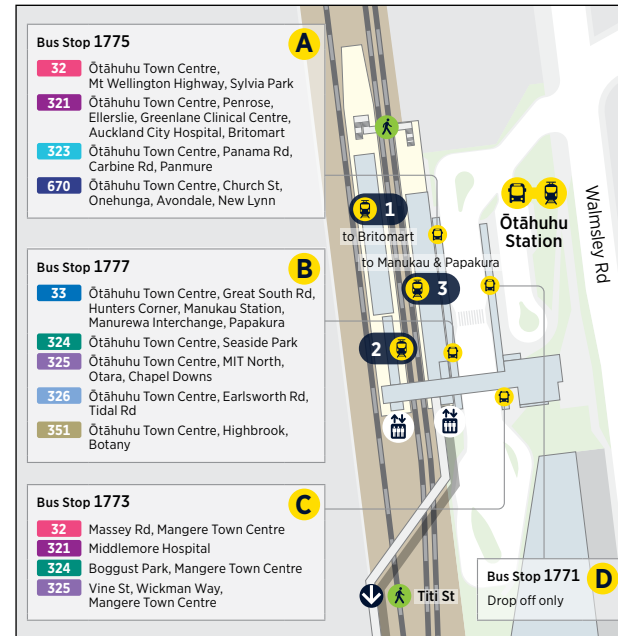 Bus Stop 1775
A
32 Ōtāhuhu Town Centre,
Mt Wellington Highway, Sylvia Park
321 Ōtāhuhu Town Centre, Penrose,
Ellerslie, Greenlane Clinical Centre,
Auckland City Hospital, Britomart
323 Ōtāhuhu Town Centre, Panama Rd,
Carbine Rd, Panmure
670 Ōtāhuhu Town Centre, Church St,
Onehunga, Avondale, New Lynn
Bus Stop 1777
B
33 Ōtāhuhu Town Centre, Great South Rd,
Hunters Corner, Manukau Station,
Manurewa Interchange, Papakura
324 Ōtāhuhu Town Centre, Seaside Park
325 Ōtāhuhu Town Centre, MIT North,
Otara, Chapel Downs
326 Ōtāhuhu Town Centre, Earlsworth Rd,
Tidal Rd
351 Ōtāhuhu Town Centre, Highbrook,
Botany
Bus Stop 1773
C
32 Massey Rd, Mangere Town Centre
321 Middlemore Hospital
324 Boggust Park, Mangere Town Centre
325 Vine St, Wickman Way,
Mangere Town Centre
1
to Britomart
to Manukau & Papakura
3
2
Ōtāhuhu
Station
Walmsley Rd
Titi St
Bus Stop 1771
D
Drop off only